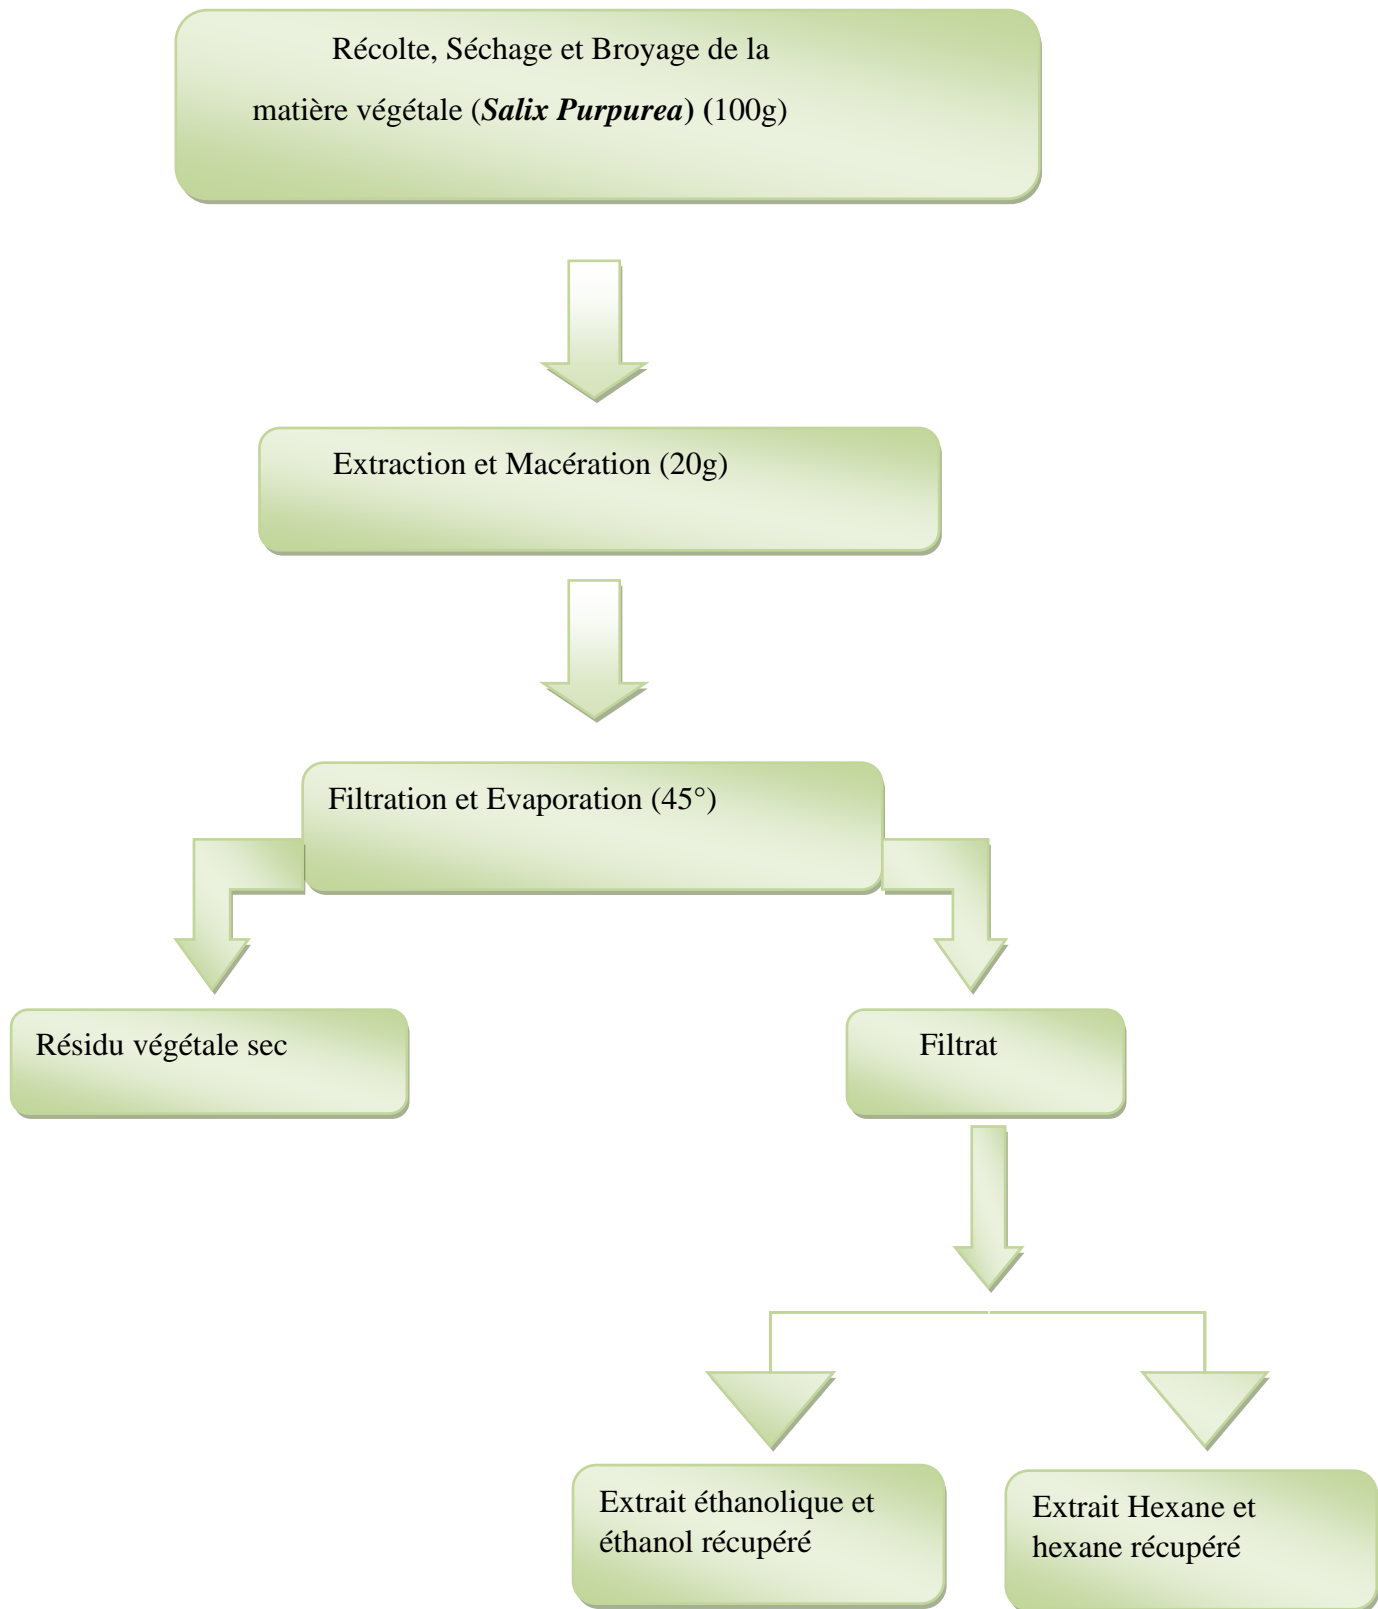 Récolte, Séchage et Broyage de la
matière végétale (Salix Purpurea) (100g)
Extraction et Macération (20g)
Filtration et Evaporation (45°)
Résidu végétale sec
Filtrat
Extrait éthanolique et
éthanol récupéré
Extrait Hexane et
hexane récupéré